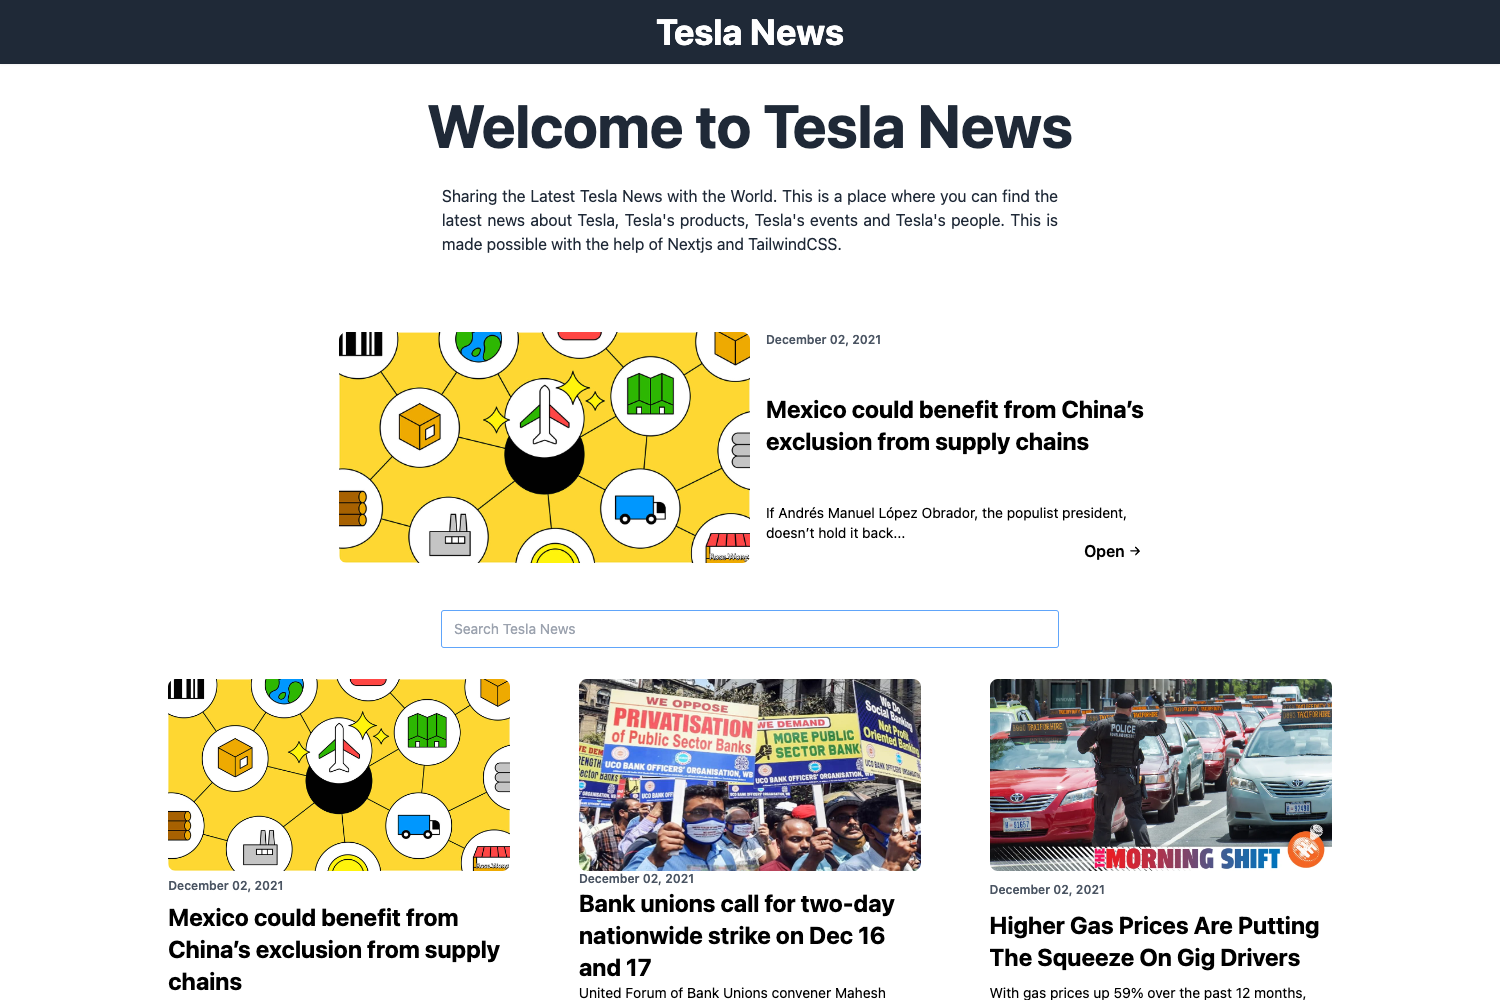 Tesla News
Welcome to Tesla News
Sharing the Latest Tesla News with the World. This is a place where you can find the
latest news about Tesla, Tesla's products, Tesla's events and Tesla's people. This is
made possible with the help of Nextjs and TailwindCSS.
December 02, 2021
Mexico could benefit from China’s
exclusion from supply chains
If Andrés Manuel López Obrador, the populist president,
doesn’t hold it back...
Open →
Search Tesla News
WE OPPOSE
PRIVATISATION
of Public Sector Banks
UCO BANK OFFICERS' ORGANISATION, WB
WE DEMAND
MORE PUBLIC
SECTOR BANK
UCO BANK OFFICERS' ORGANISATION, WB
We Do
Social Banking
Not Profit
Oriented Banking
POLICE
THE MORNING SHIFT
December 02, 2021
Mexico could benefit from
China’s exclusion from supply
chains
December 02, 2021
Bank unions call for two-day
nationwide strike on Dec 16
and 17
United Forum of Bank Unions convener Mahesh
December 02, 2021
Higher Gas Prices Are Putting
The Squeeze On Gig Drivers
With gas prices up 59% over the past 12 months,